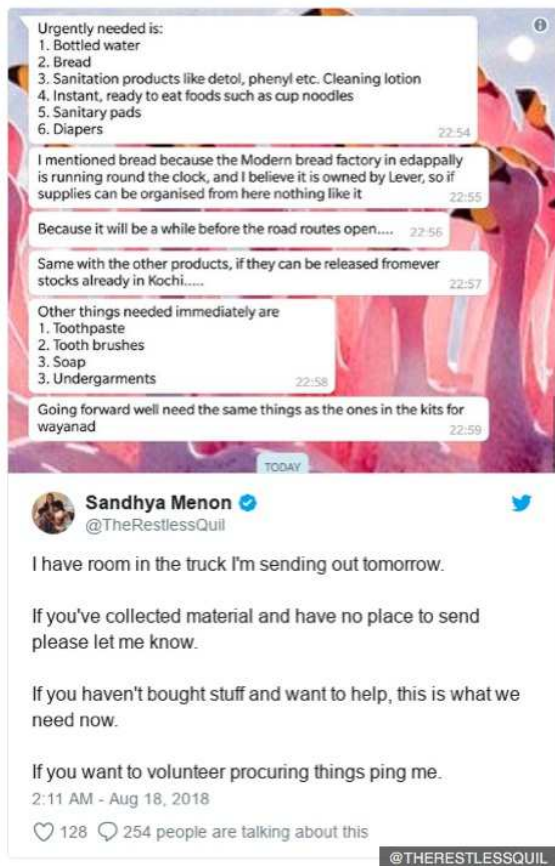 Urgently needed is:
1. Bottled water
2. Bread
3. Sanitation products like detol, phenyl etc. Cleaning lotion
4. Instant, ready to eat foods such as cup noodles
5. Sanitary pads
6. Diapers
22:54
I mentioned bread because the Modern bread factory in edappally
is running round the clock, and I believe it is owned by Lever, so if
supplies can be organised from here nothing like it
22:55
Because it will be a while before the road routes open....
22:56
Same with the other products, if they can be released fromever
stocks already in Kochi.....
22:57
Other things needed immediately are
1. Toothpaste
2. Tooth brushes
3. Soap
3. Undergarments
22:58
Going forward well need the same things as the ones in the kits for
wayanad
22:59
TODAY
Sandhya Menon
@TheRestlessQuil
I have room in the truck I'm sending out tomorrow.
If you've collected material and have no place to send
please let me know.
If you haven't bought stuff and want to help, this is what we
need now.
If you want to volunteer procuring things ping me.
2:11 AM - Aug 18, 2018
128 254 people are talking about this
@THERESTLESSQUIL